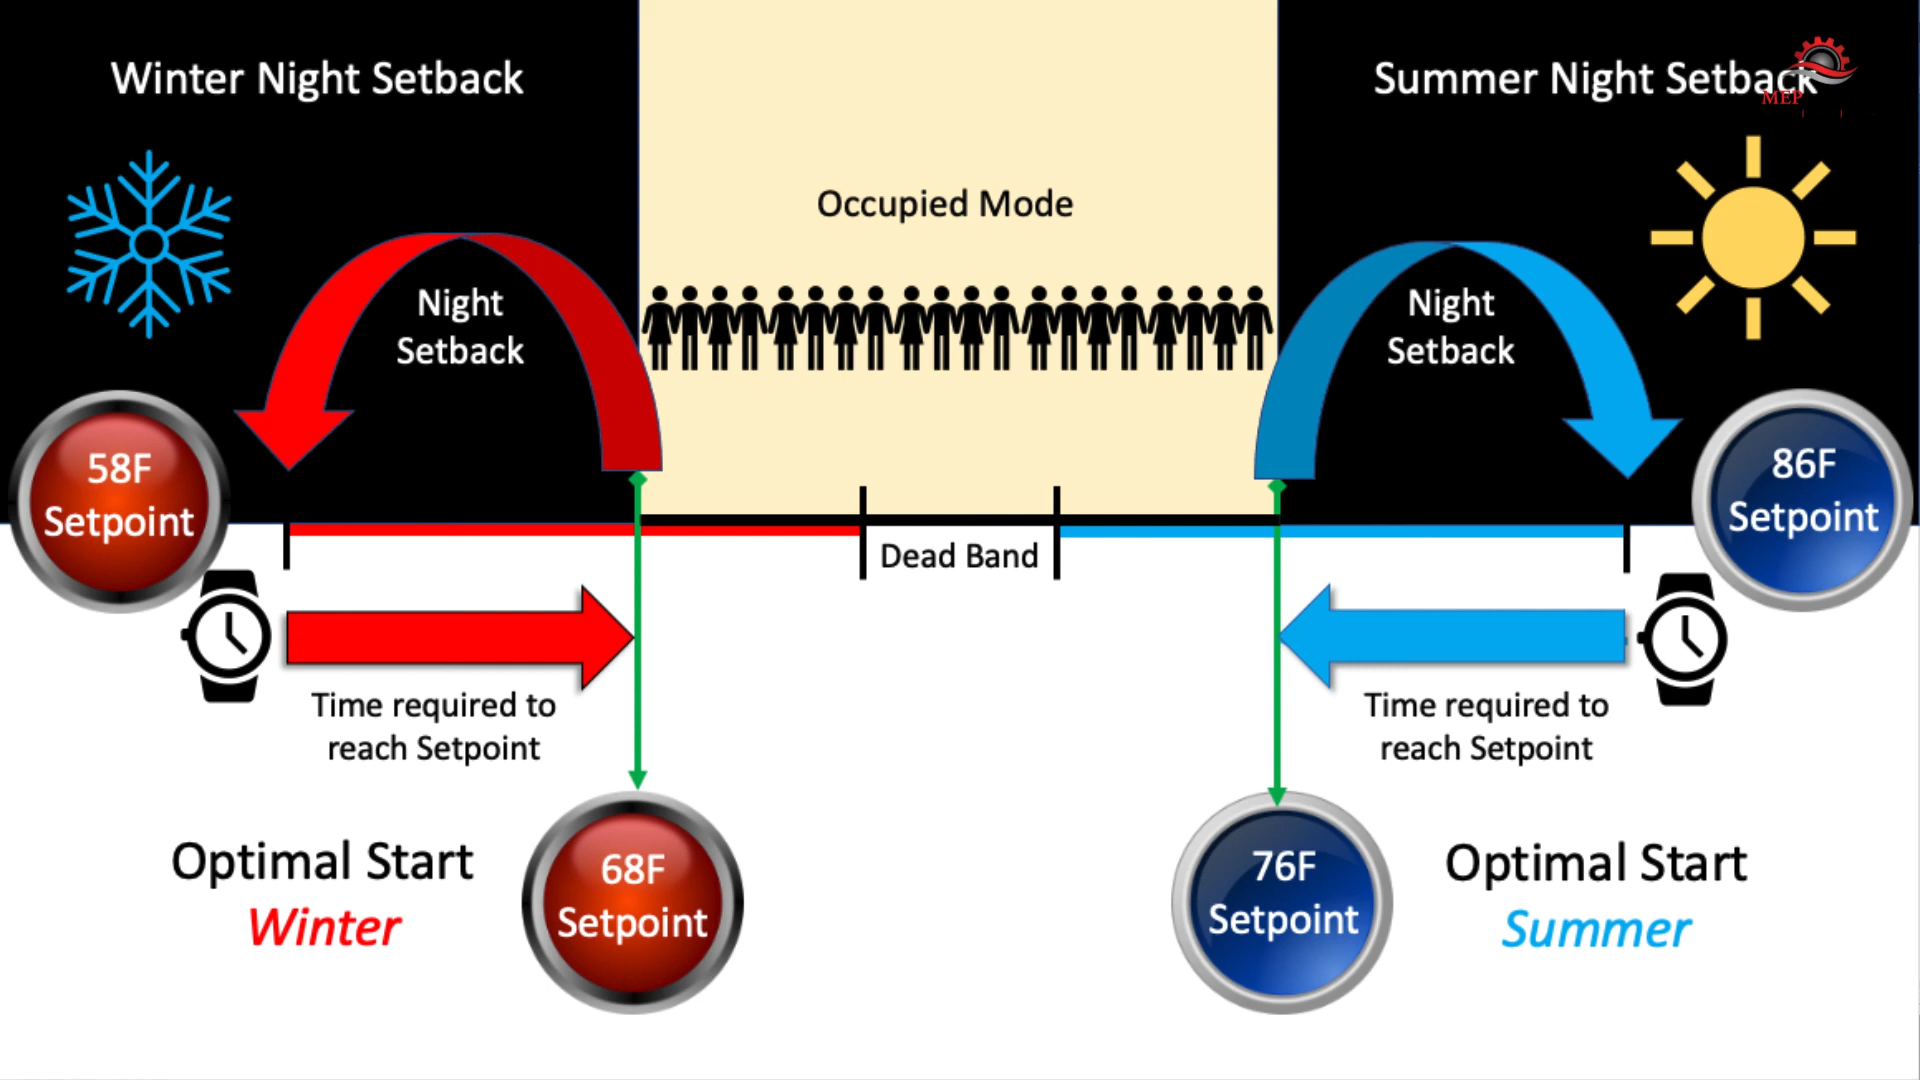 Winter Night Setback
Summer Night Setback
MEP
Occupied Mode
Night
Setback
Night
Setback
58F
Setpoint
86F
Setpoint
Dead Band
Time required to
reach Setpoint
Time required to
reach Setpoint
Optimal Start
Winter
68F
Setpoint
76F
Setpoint
Optimal Start
Summer